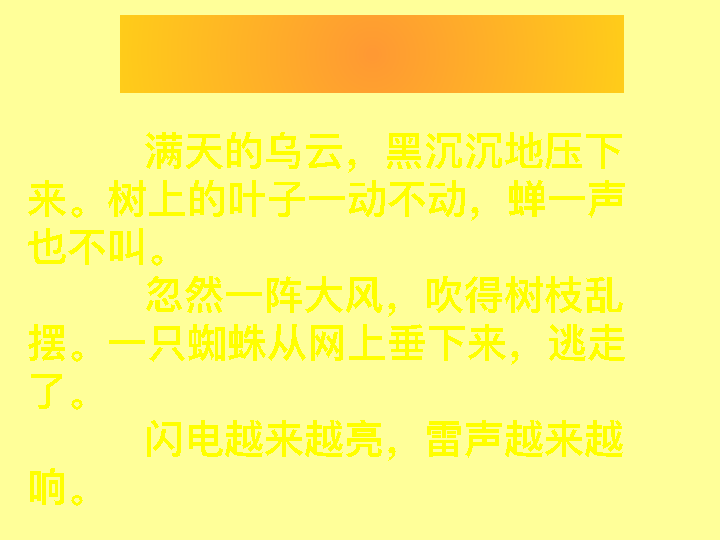 满天的乌云，黑沉沉地压下
来。树上的叶子一动不动，蝉一声
也不叫。
忽然一阵大风，吹得树枝乱
摆。一只蜘蛛从网上垂下来，逃走
了。
闪电越来越亮，雷声越来越
响。